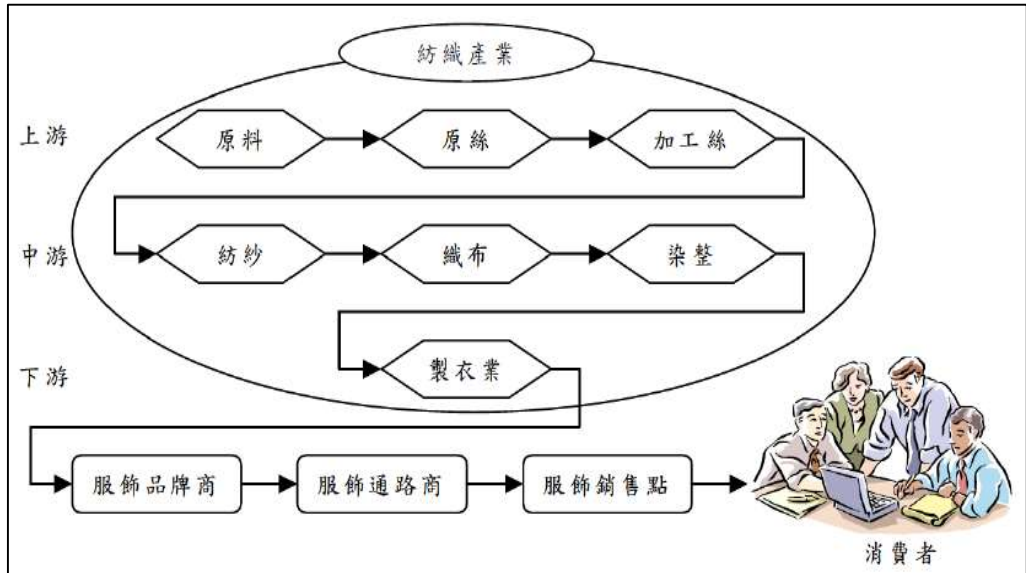 紡織產業
上游
原料
原絲
加工絲
中游
紡紗
織布
染整
下游
製衣業
服飾品牌商
服飾通路商
服飾銷售點
消費者